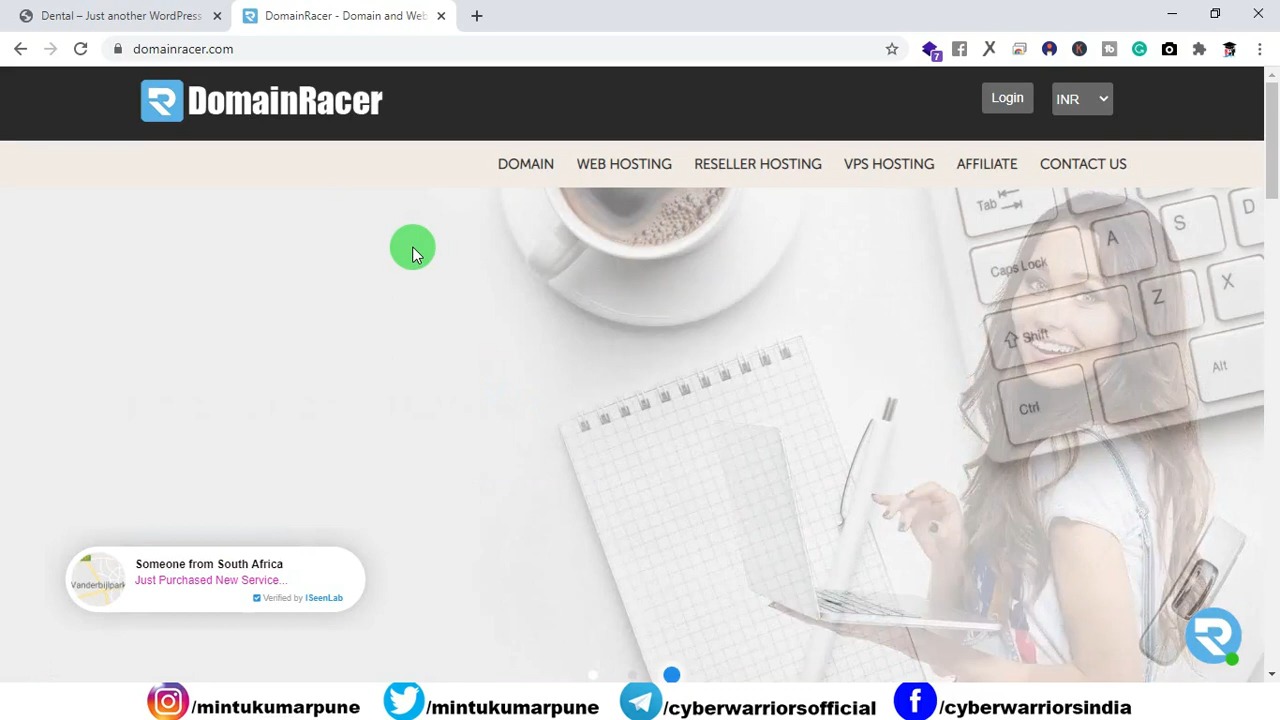 Dental – Just another WordPress
DomainRacer - Domain and Web
domainracer.com
7
DomainRacer
Login
INR
DOMAIN WEB HOSTING RESELLER HOSTING VPS HOSTING AFFILIATE CONTACT US
Tab
Caps Lock
A
S
D
Shift
Z
X
Ctrl
Alt
Someone from South Africa
Just Purchased New Service...
Vanderbijlpark
Verified by ISeenLab
/mintukumarpune /mintukumarpune /cyberwarriorsofficial /cyberwarriorsindia